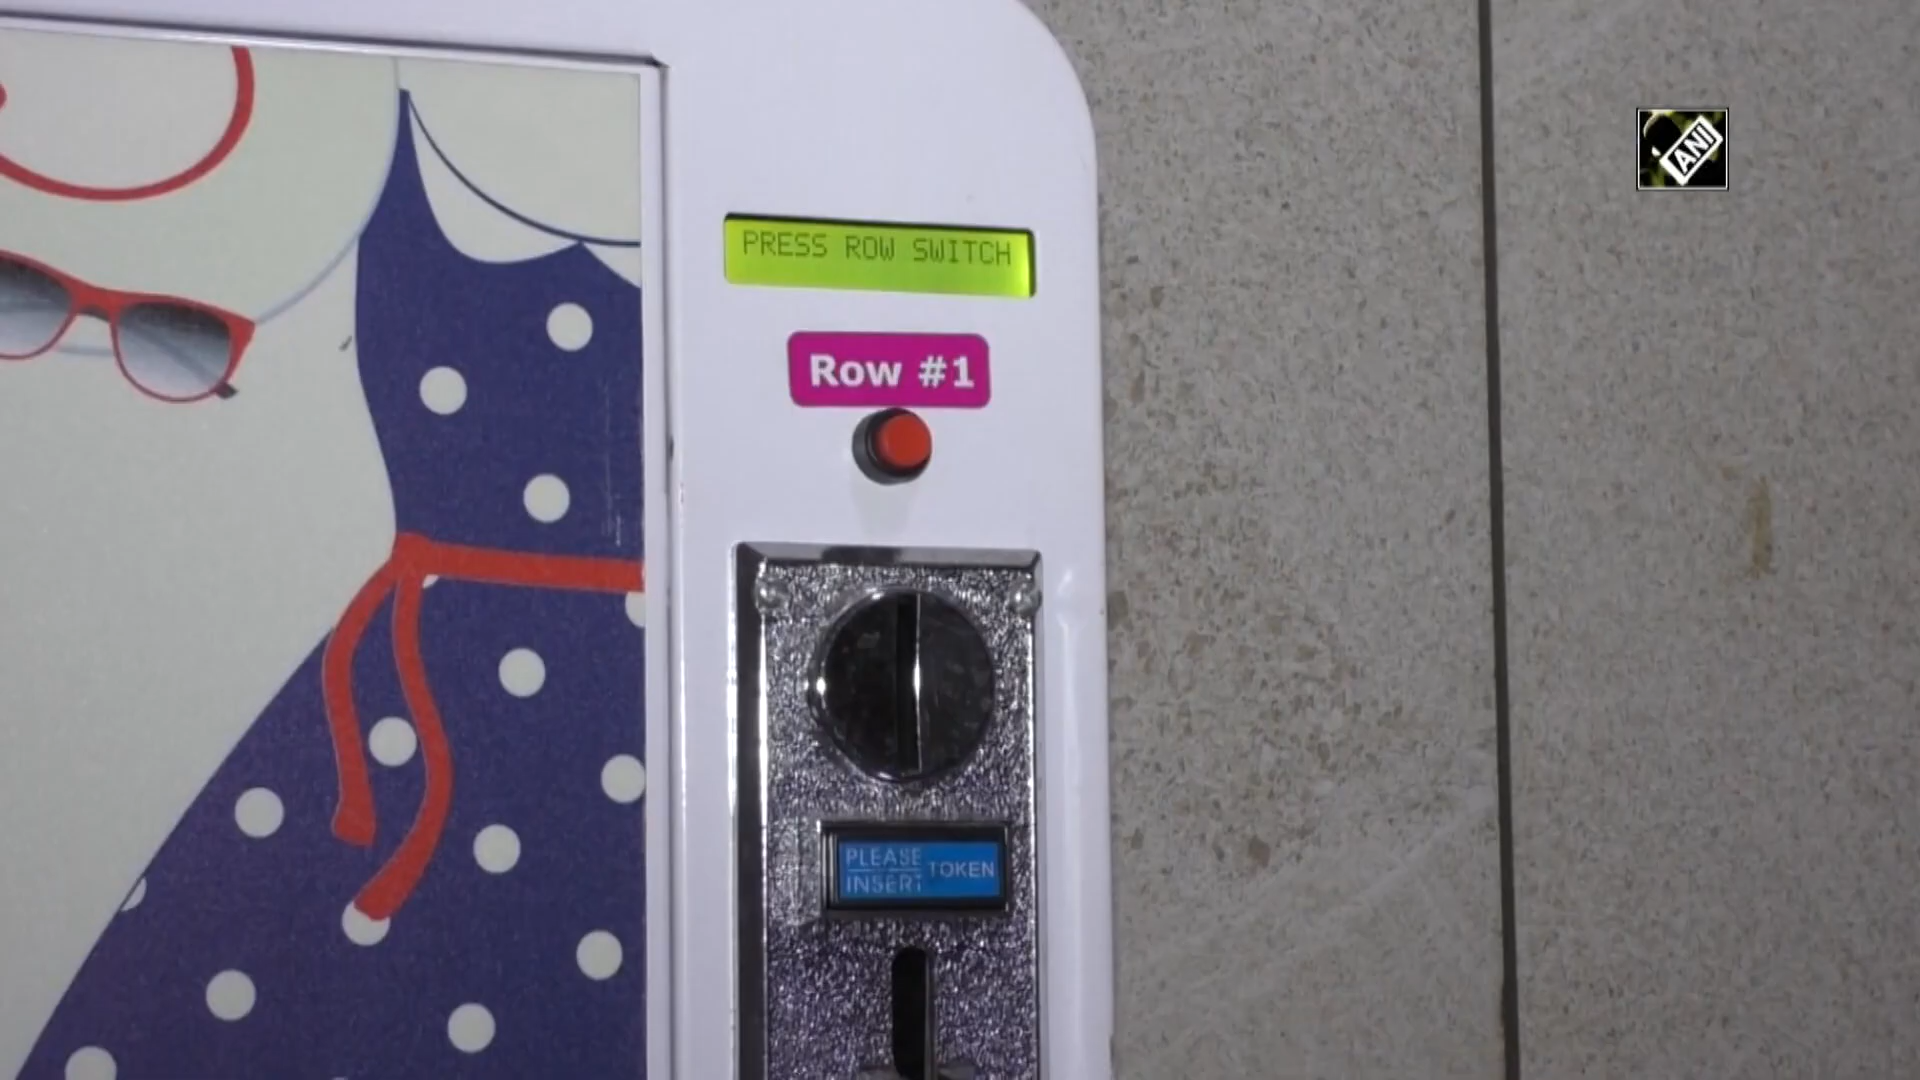 ANI
PRESS ROW SWITCH
Row #1
PLEASE
INSERT
TOKEN